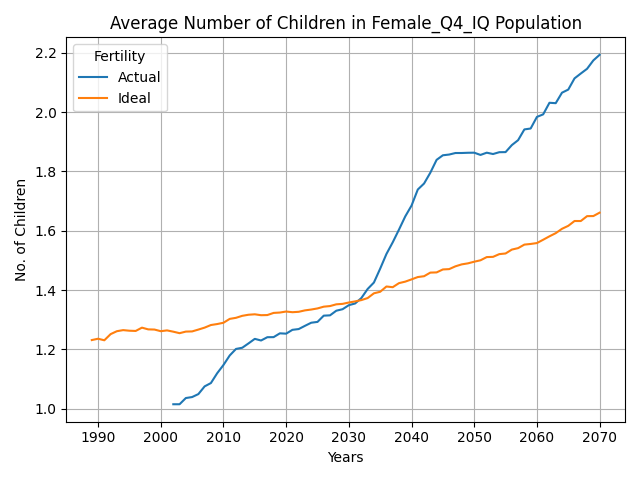 Average Number of Children in Female_Q4_IQ Population
Fertility
Actual
Ideal
No. of Children
2.2
2.0
1.8
1.6
1.4
1.2
1.0
1990 2000 2010 2020 2030 2040 2050 2060 2070
Years